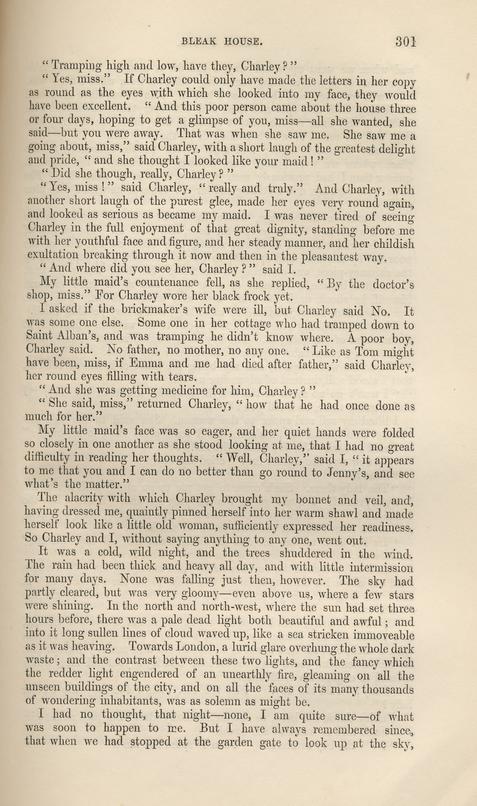 BLEAK HOUSE. 301
“Tramping high and low, have they, Charley?”
“Yes, miss.” If Charley could only have made the letters in her copy
as round as the eyes with which she looked into my face, they would
have been excellent. “And this poor person came about the house three
or four days, hoping to get a glimpse of you, miss—all she wanted, she
said—but you were away. That was when she saw me. She saw me a
going about, miss,” said Charley, with a short laugh of the greatest delight
and pride, “and she thought I looked like your maid!”
“Did she though, really, Charley?”
“Yes, miss!” said Charley, “really and truly.” And Charley, with
another short laugh of the purest glee, made her eyes very round again,
and looked as serious as became my maid. I was never tired of seeing
Charley in the full enjoyment of that great dignity, standing before me
with her youthful face and figure, and her steady manner, and her childish
exultation breaking through it now and then in the pleasantest way.
“And where did you see her, Charley?” said I.
My little maid’s countenance fell, as she replied, “By the doctor’s
shop, miss.” For Charley wore her black frock yet.
I asked if the brickmaker’s wife were ill, but Charley said No. It
was some one else. Some one in her cottage who had tramped down to
Saint Alban’s, and was tramping he didn’t know where. A poor boy,
Charley said. No father, no mother, no any one. “Like as Tom might
have been, miss, if Emma and me had died after father,” said Charley,
her round eyes filling with tears.
“And she was getting medicine for him, Charley?”
“She said, miss,” returned Charley, “how that he had once done as
much for her.”
My little maid’s face was so eager, and her quiet hands were folded
so closely in one another as she stood looking at me, that I had no great
difficulty in reading her thoughts. “Well, Charley,” said I, “it appears
to me that you and I can do no better than go round to Jenny’s, and see
what’s the matter.”
The alacrity with which Charley brought my bonnet and veil, and,
having dressed me, quaintly pinned herself into her warm shawl and made
herself look like a little old woman, sufficiently expressed her readiness.
So Charley and I, without saying anything to any one, went out.
It was a cold, wild night, and the trees shuddered in the wind.
The rain had been thick and heavy all day, and with little intermission
for many days. None was falling just then, however. The sky had
partly cleared, but was very gloomy—even above us, where a few stars
were shining. In the north and north-west, where the sun had set three
hours before, there was a pale dead light both beautiful and awful; and
into it long sullen lines of cloud waved up, like a sea stricken immoveable
as it was heaving. Towards London, a lurid glare overhung the whole dark
waste; and the contrast between these two lights, and the fancy which
the redder light engendered of an unearthly fire, gleaming on all the
unseen buildings of the city, and on all the faces of its many thousands
of wondering inhabitants, was as solemn as might be.
I had no thought, that night—none, I am quite sure—of what
was soon to happen to me. But I have always remembered since,
that when we had stopped at the garden gate to look up at the sky,